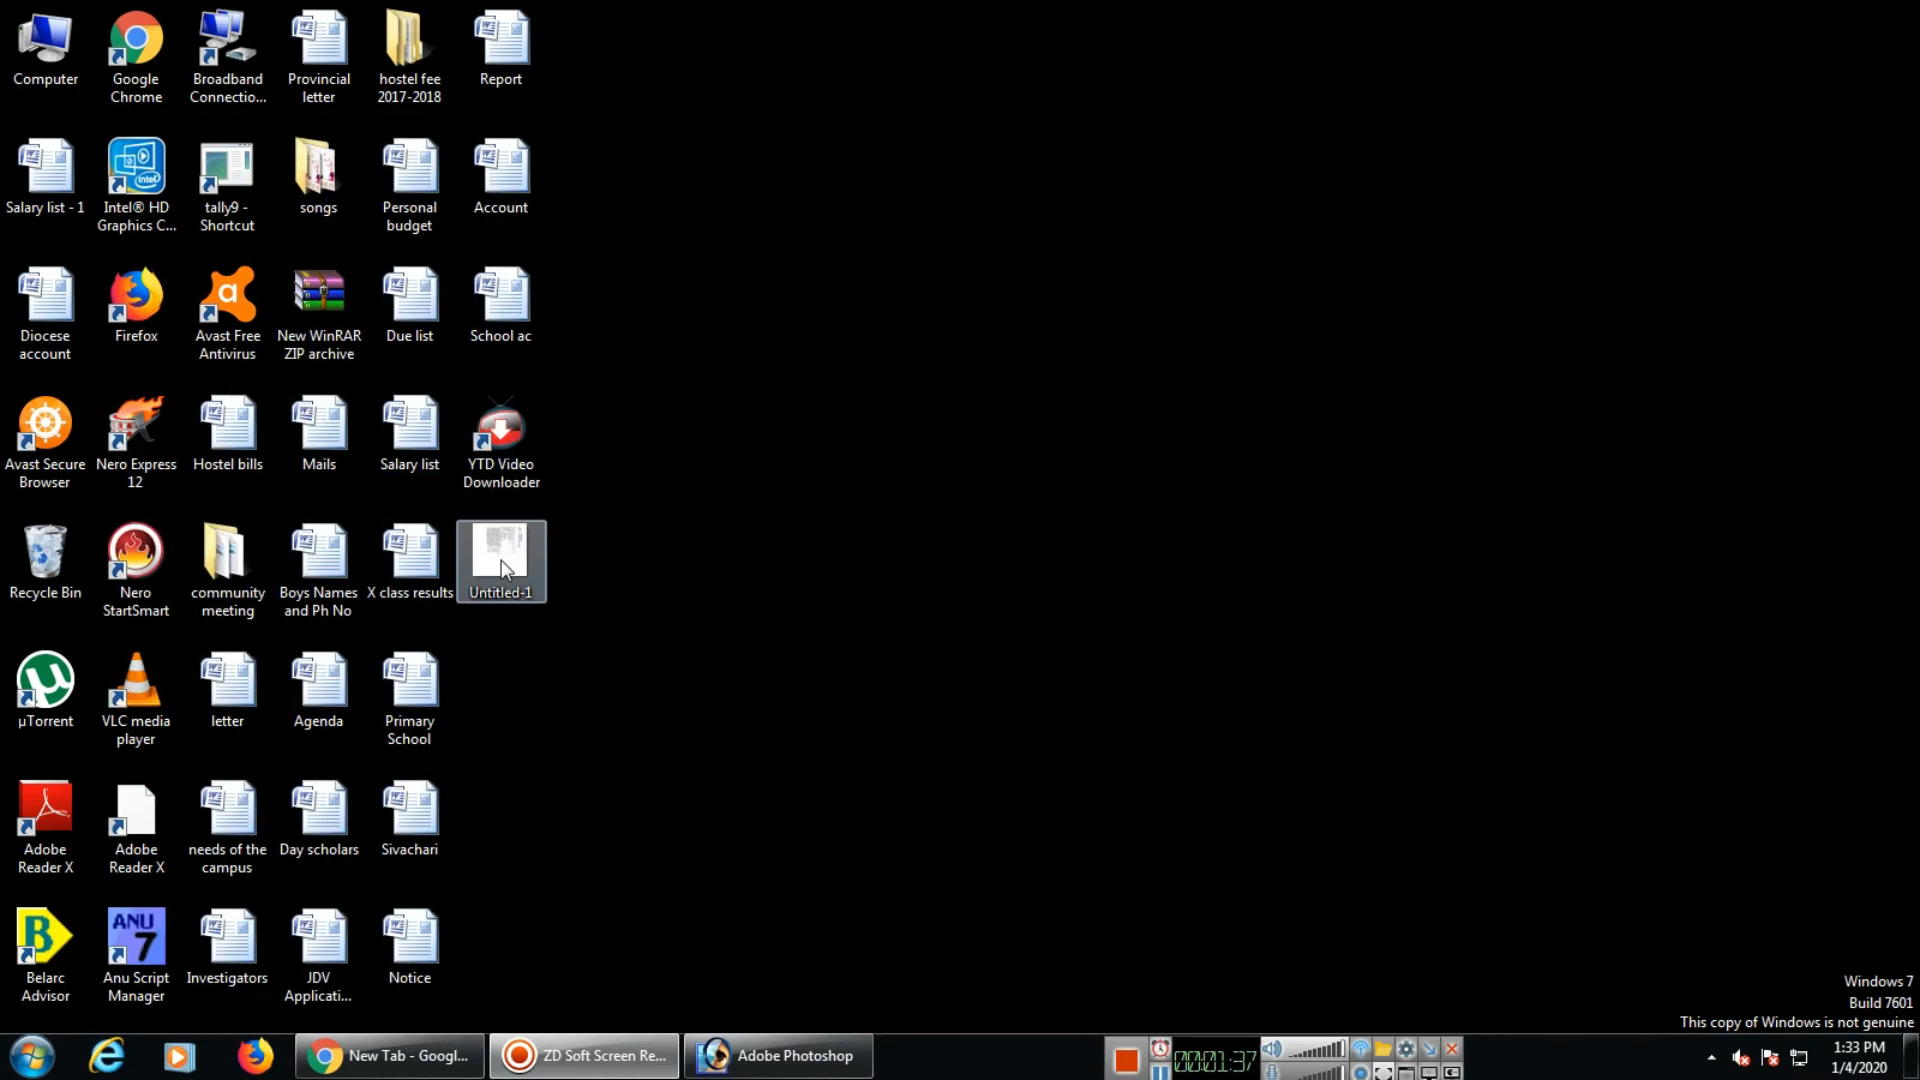 Computer
Google
Chrome
Broadband
Connectio...
Provincial
letter
hostel fee
2017-2018
Report
Salary list - 1
Intel® HD
Graphics C...
tally9 -
Shortcut
songs
Personal
budget
Account
Diocese
account
Firefox
Avast Free
Antivirus
New WinRAR
ZIP archive
Due list
School ac
Avast Secure
Browser
Nero Express
12
Hostel bills
Mails
Salary list
YTD Video
Downloader
Recycle Bin
Nero
StartSmart
community
meeting
Boys Names
and Ph No
X class results
Untitled-1
µTorrent
VLC media
player
letter
Agenda
Primary
School
Adobe
Reader X
Adobe
Reader X
needs of the
campus
Day scholars
Sivachari
Belarc
Advisor
ANU
7
Anu Script
Manager
Investigators
JDV
Applicati...
Notice
Windows 7
Build 7601
This copy of Windows is not genuine
New Tab - Googl...
ZD Soft Screen Re...
Adobe Photoshop
00:01:37
1:33 PM
1/4/2020